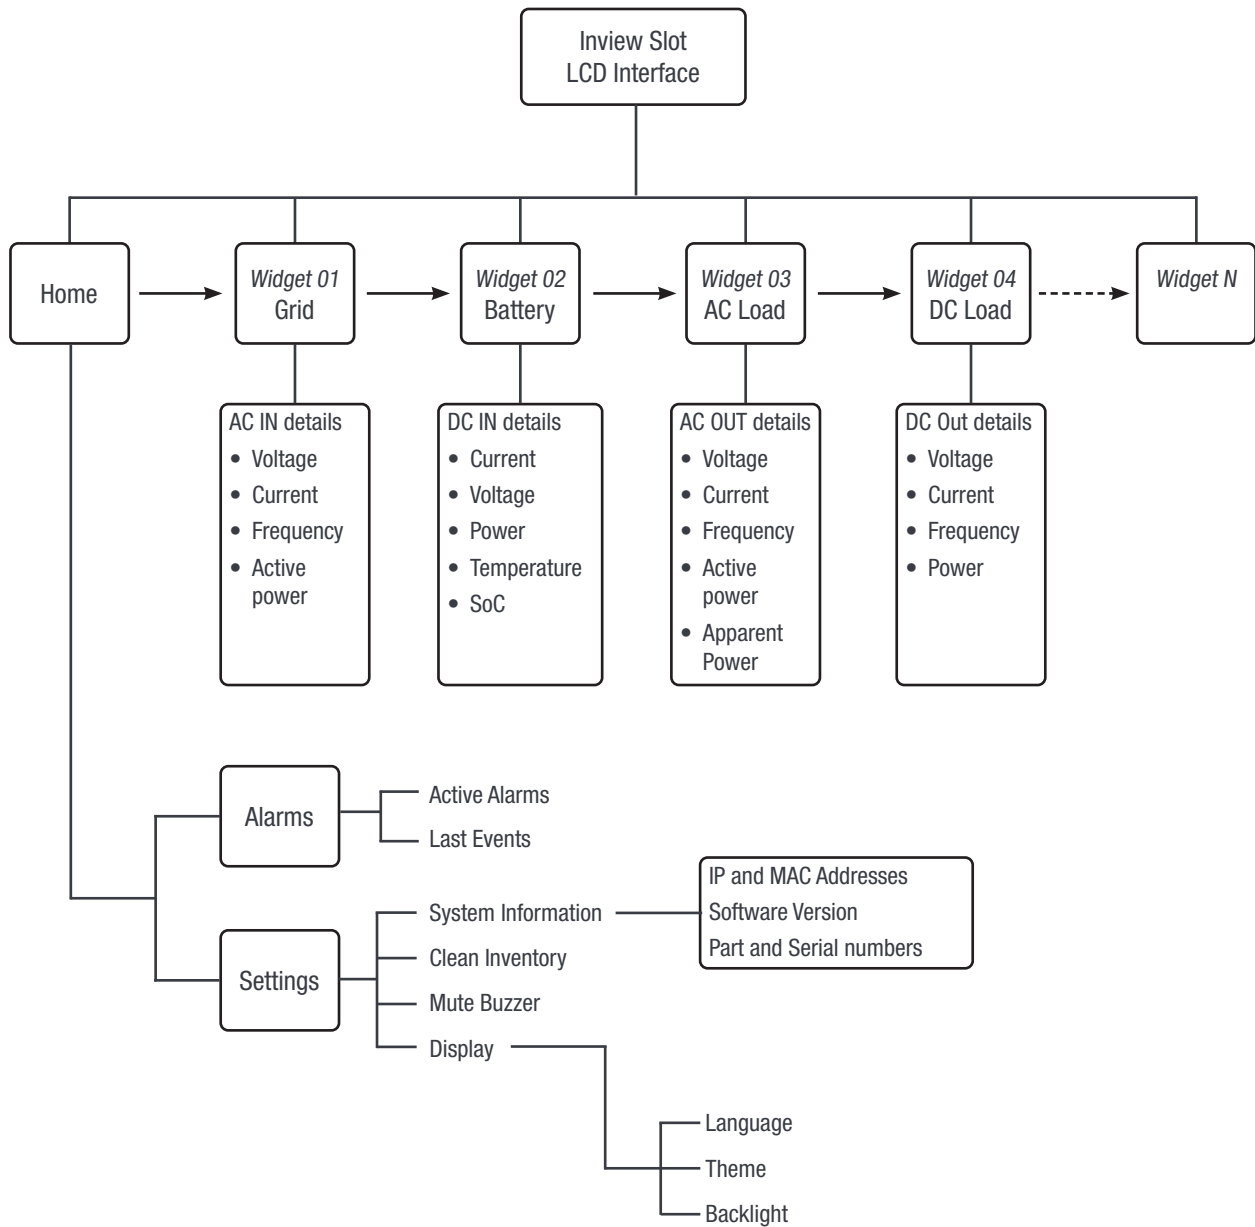 Inview Slot
LCD Interface
Home
Widget 01
Grid
Widget 02
Battery
Widget 03
AC Load
Widget 04
DC Load
Widget N
AC IN details
• Voltage
• Current
• Frequency
• Active
power
DC IN details
• Current
• Voltage
• Power
• Temperature
• SoC
AC OUT details
• Voltage
• Current
• Frequency
• Active
power
• Apparent
Power
DC Out details
• Voltage
• Current
• Frequency
• Power
Alarms
Active Alarms
Last Events
Settings
System Information
Clean Inventory
Mute Buzzer
Display
IP and MAC Addresses
Software Version
Part and Serial numbers
Language
Theme
Backlight